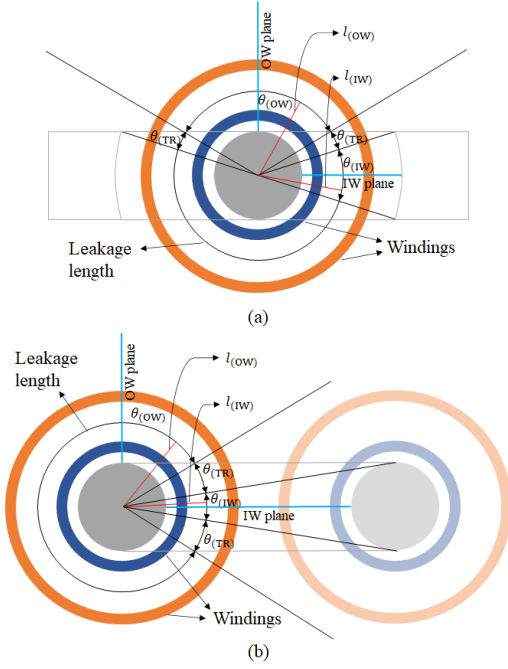 OW plane
l(OW)
l(IW)
θ(OW)
θ(TR)
θ(TR)
θ(IW)
IW plane
Leakage
length
Windings
(a)
OW plane
Leakage
length
l(OW)
l(IW)
θ(OW)
θ(TR)
θ(IW)
IW plane
θ(TR)
Windings
(b)